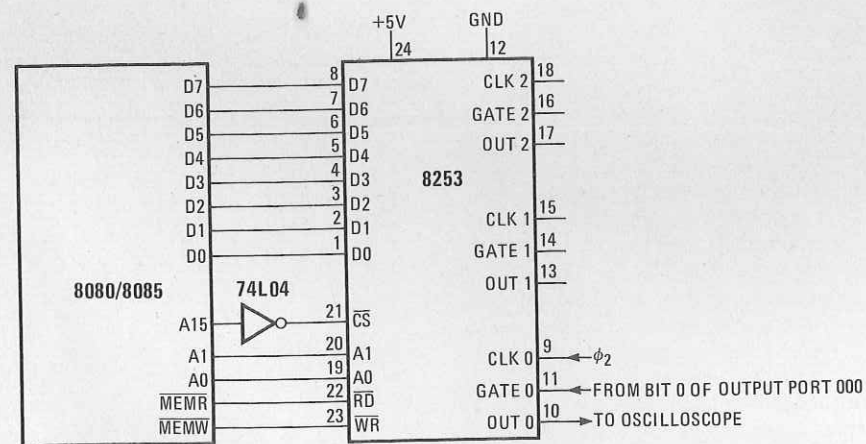 +5V
GND
24
12
D7 8 D7
CLK 2 18
D6 7 D6
GATE 2 16
D5 6 D5
OUT 2 17
D4 5 D4
8253
D3 4 D3
D2 3 D2
CLK 1 15
D1 2 D1
GATE 1 14
D0 1 D0
OUT 1 13
8080/8085
74L04
A15 21 CS
A1 20 A1
CLK 0 9 ϕ2
A0 19 A0
GATE 0 11 FROM BIT 0 OF OUTPUT PORT 000
MEMR 22 RD
OUT 0 10 TO OSCILLOSCOPE
MEMW 23 WR